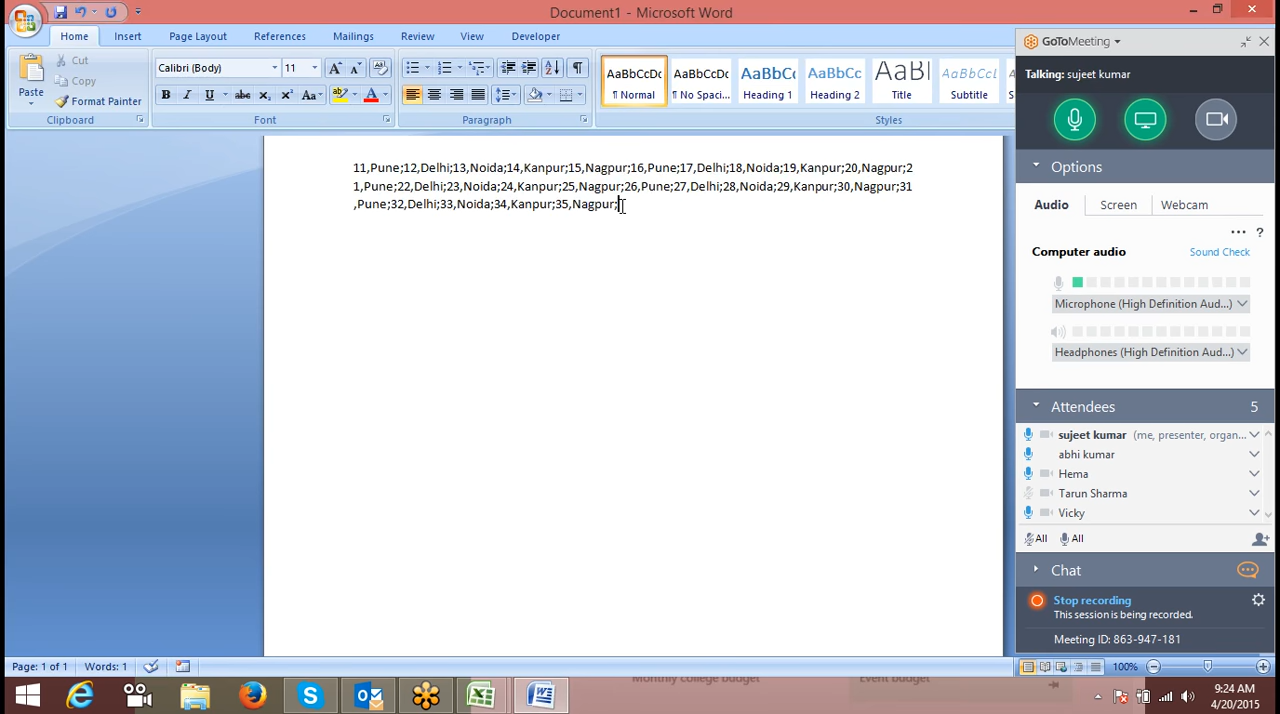 Document1 - Microsoft Word
Home Insert Page Layout References Mailings Review View Developer
Paste
Cut
Copy
Format Painter
Clipboard
Calibri (Body) 11
Font
Paragraph
AaBbCcDc AaBbCcDc AaBbCc AaBbCc AaBl AaBbCcl
¶ Normal ¶ No Spaci... Heading 1 Heading 2 Title Subtitle
Styles
11,Pune;12,Delhi;13,Noida;14,Kanpur;15,Nagpur;16,Pune;17,Delhi;18,Noida;19,Kanpur;20,Nagpur;2
1,Pune;22,Delhi;23,Noida;24,Kanpur;25,Nagpur;26,Pune;27,Delhi;28,Noida;29,Kanpur;30,Nagpur;31
,Pune;32,Delhi;33,Noida;34,Kanpur;35,Nagpur;
GoToMeeting
Talking: sujeet kumar
Options
Audio Screen Webcam
... ?
Computer audio Sound Check
Microphone (High Definition Aud...)
Headphones (High Definition Aud...)
Attendees 5
sujeet kumar (me, presenter, organ...
abhi kumar
Hema
Tarun Sharma
Vicky
All All
Chat
Stop recording
This session is being recorded.
Meeting ID: 863-947-181
Page: 1 of 1 Words: 1
100%
Monthly college budget Event budget
9:24 AM
4/20/2015